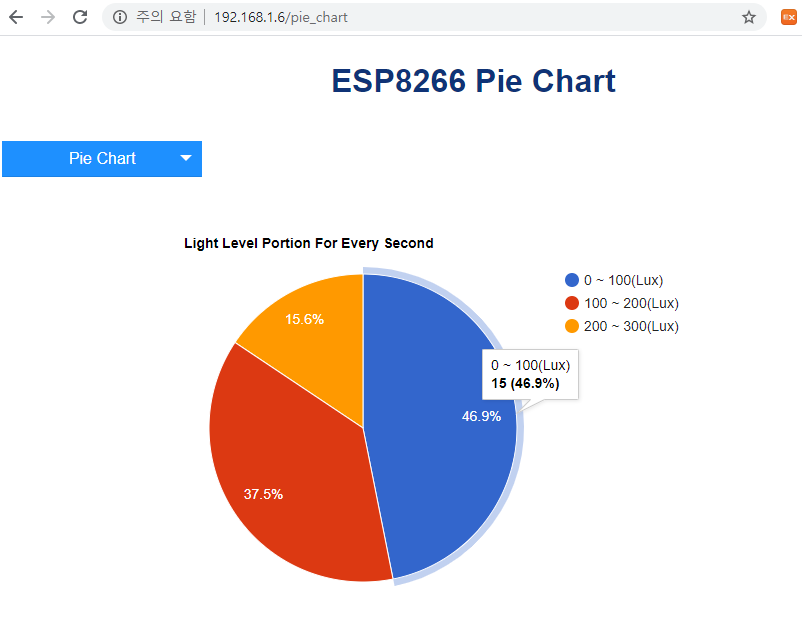 주의 요함 | 192.168.1.6/pie_chart
EX
ESP8266 Pie Chart
Pie Chart
Light Level Portion For Every Second
0 ~ 100(Lux)
100 ~ 200(Lux)
200 ~ 300(Lux)
15.6%
0 ~ 100(Lux)
15 (46.9%)
46.9%
37.5%